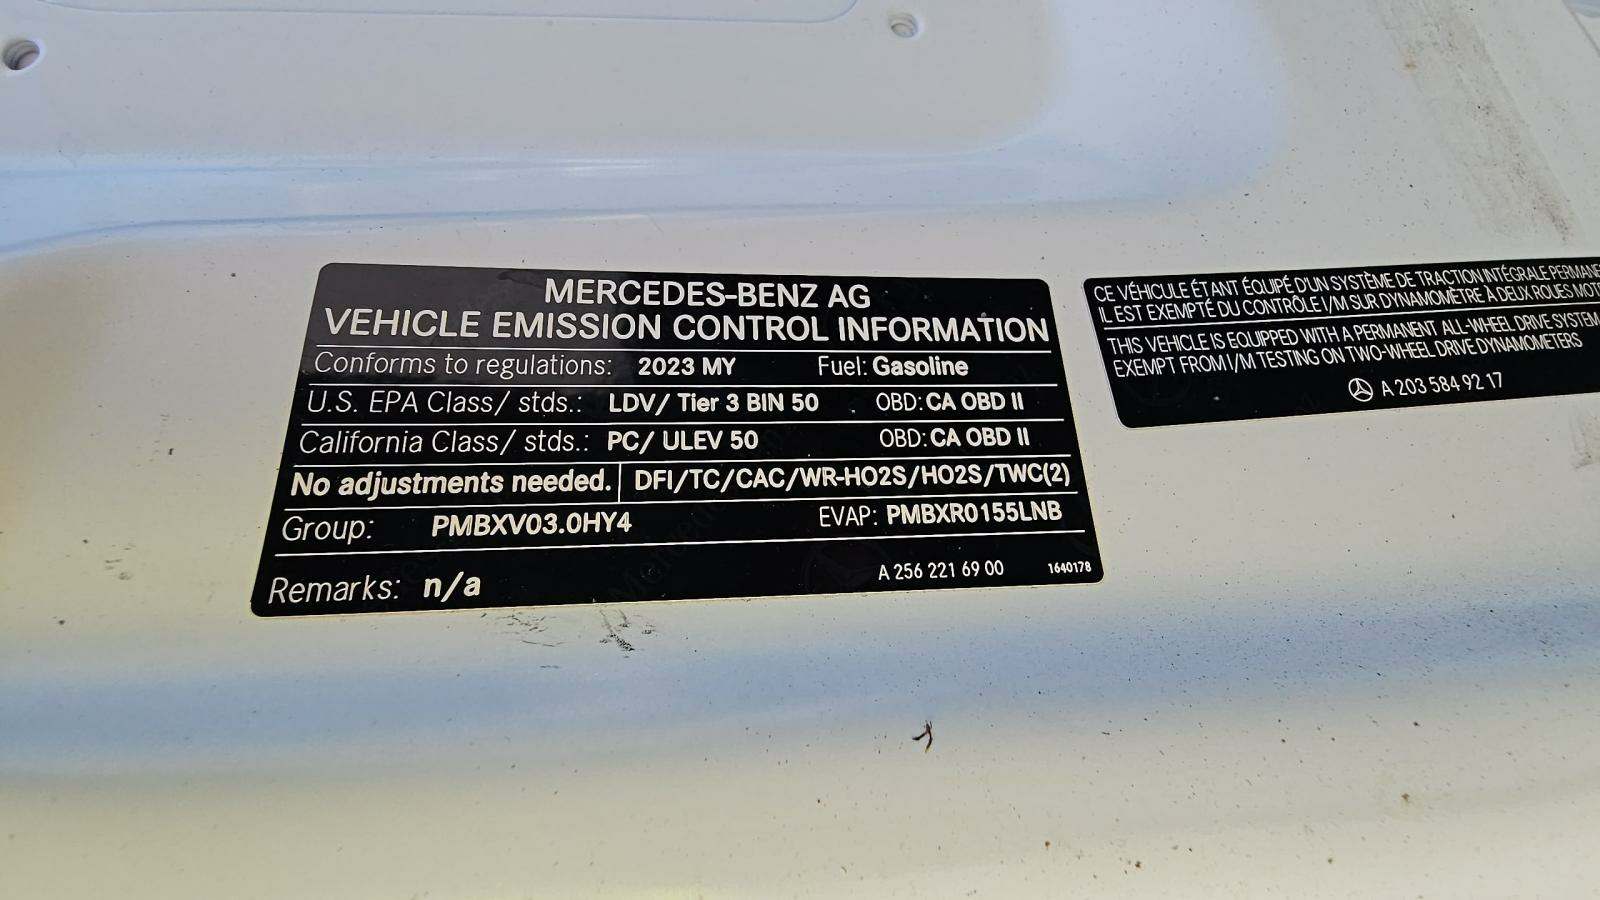 MERCEDES-BENZ AG
VEHICLE EMISSION CONTROL INFORMATION
Conforms to regulations: 2023 MY Fuel: Gasoline
U.S. EPA Class/ stds.: LDV/ Tier 3 BIN 50 OBD: CA OBD II
California Class/ stds.: PC/ ULEV 50 OBD: CA OBD II
No adjustments needed. DFI/TC/CAC/WR-HO2S/HO2S/TWC(2)
Group: PMBXV03.0HY4 EVAP: PMBXR0155LNB
Remarks: n/a A 256 221 69 00 1640178
CE VÉHICULE ÉTANT ÉQUIPÉ D'UN SYSTÈME DE TRACTION INTÉGRALE
IL EST EXEMPTÉ DU CONTRÔLE I/M SUR DYNAMOMÈTRE À DEUX ROUES
THIS VEHICLE IS EQUIPPED WITH A PERMANENT ALL-WHEEL DRIVE SYSTEM
EXEMPT FROM I/M TESTING ON TWO-WHEEL DRIVE DYNAMOMETERS
A 203 584 92 17